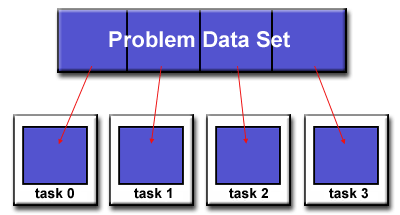 Problem Data Set
task 0
task 1
task 2
task 3